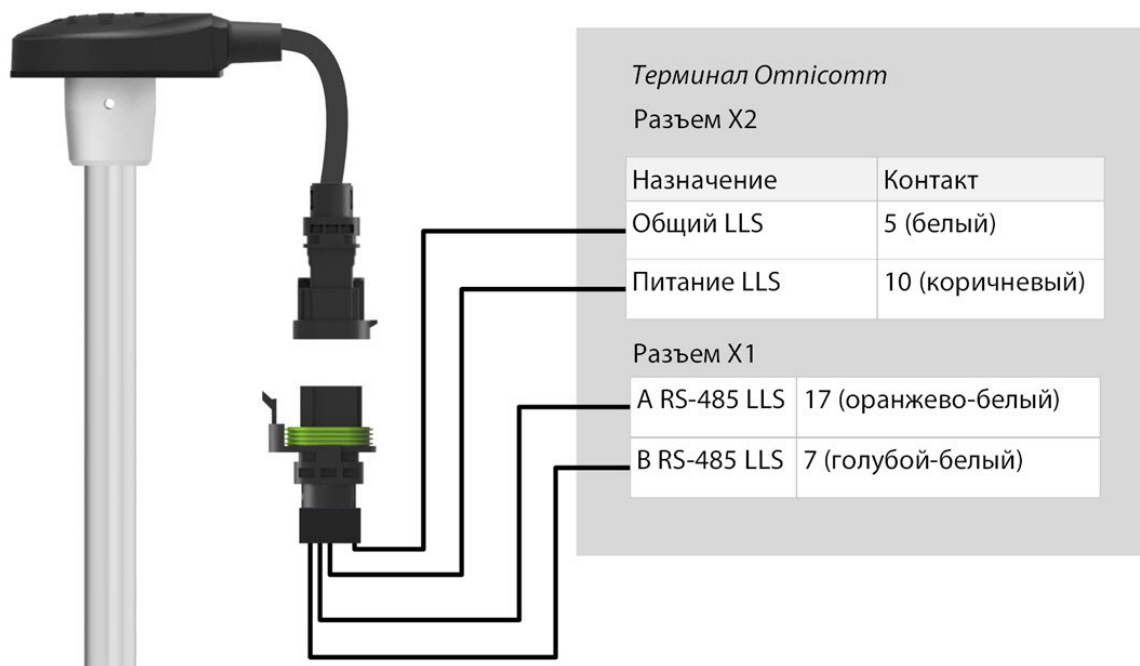 Терминал Omnicomm
Разъем X2
Назначение Контакт
Общий LLS 5 (белый)
Питание LLS 10 (коричневый)
Разъем X1
A RS-485 LLS 17 (оранжево-белый)
B RS-485 LLS 7 (голубой-белый)